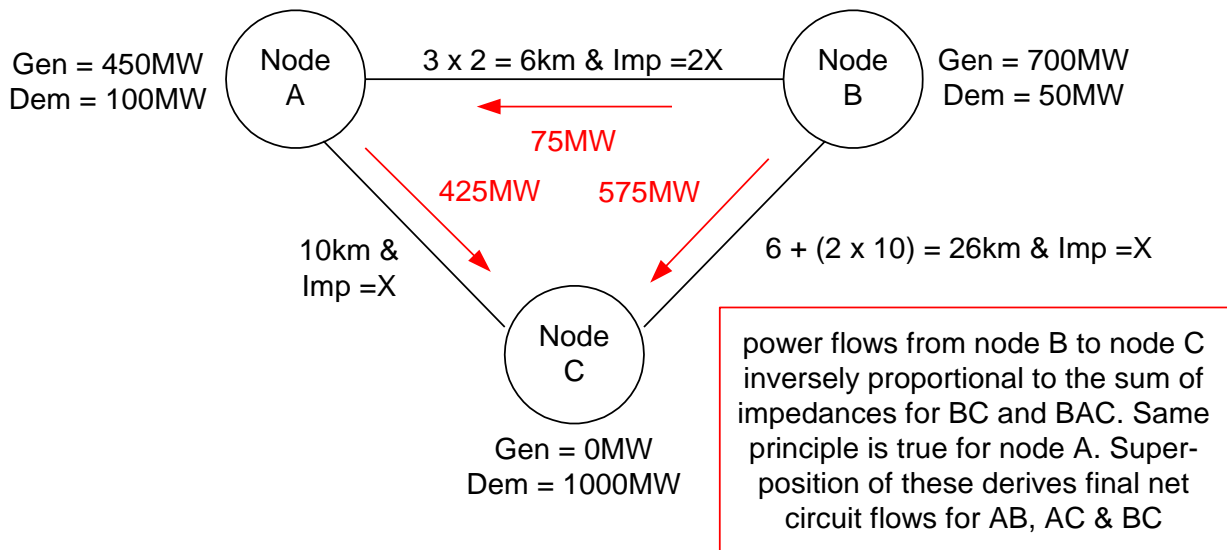 Gen = 450MW
Dem = 100MW
Node
A
3 x 2 = 6km & Imp =2X
Node
B
Gen = 700MW
Dem = 50MW
75MW
425MW
575MW
10km &
Imp =X
6 + (2 x 10) = 26km & Imp =X
Node
C
Gen = 0MW
Dem = 1000MW
power flows from node B to node C
inversely proportional to the sum of
impedances for BC and BAC. Same
principle is true for node A. Super-
position of these derives final net
circuit flows for AB, AC & BC